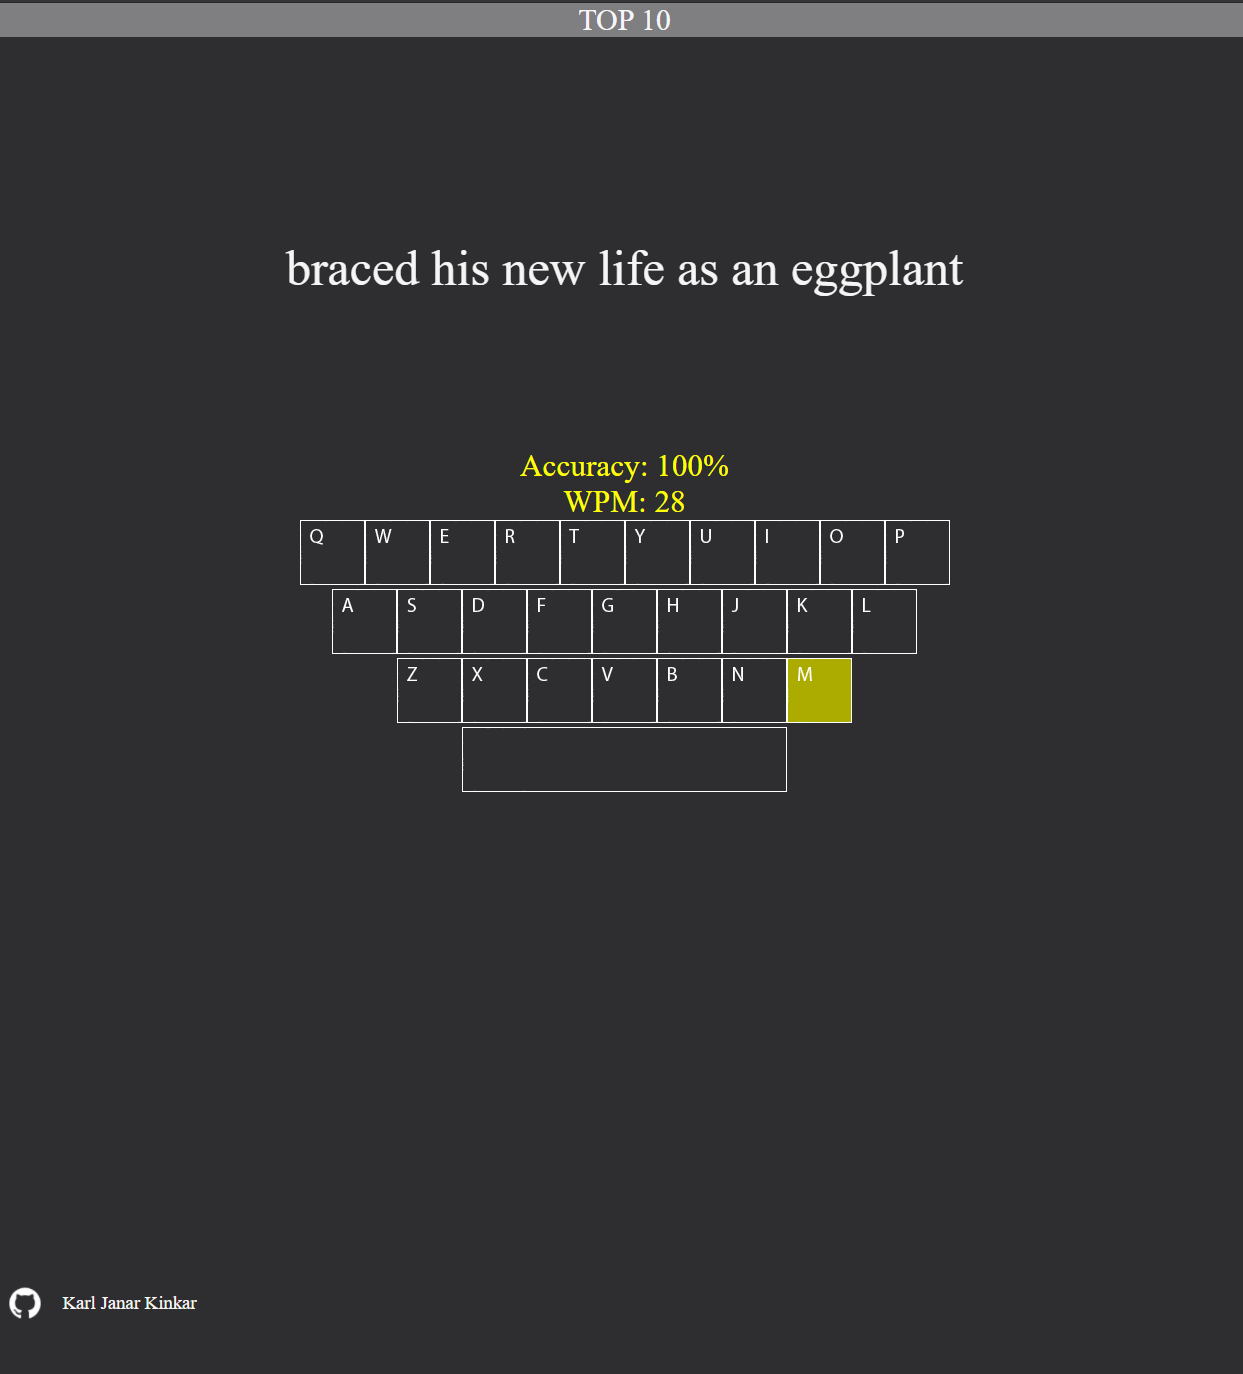 TOP 10
braced his new life as an eggplant
Accuracy: 100%
WPM: 28
Q W E R T Y U I O P
A S D F G H J K L
Z X C V B N M
Karl Janar Kinkar